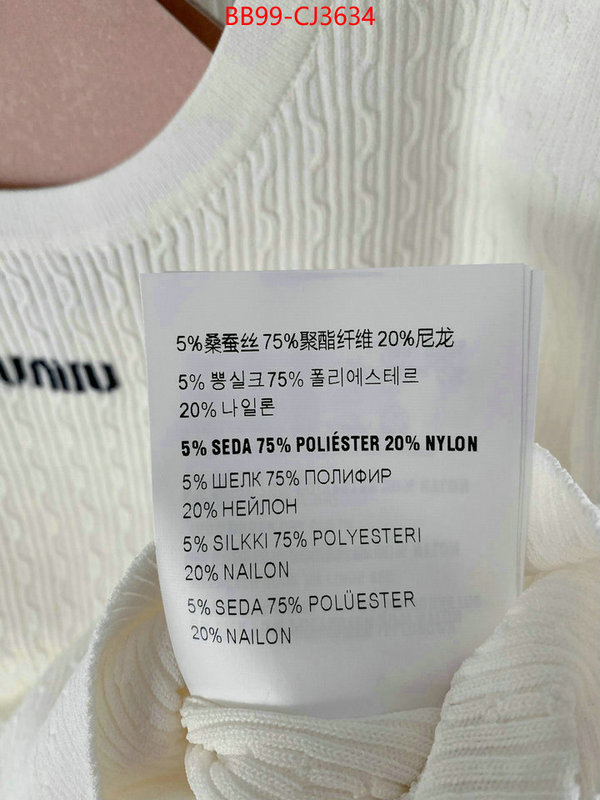 BB99-CJ3634
5%桑蚕丝 75%聚酯纤维 20%尼龙
5% 뽕실크75% 폴리에스테르
20% 나일론
5% SEDA 75% POLIÉSTER 20% NYLON
5% ШЕЛК 75% ПОЛИФИР
20% НЕЙЛОН
5% SILKKI 75% POLYESTERI
20% NAILON
5% SEDA 75% POLÜESTER
20% NAILON